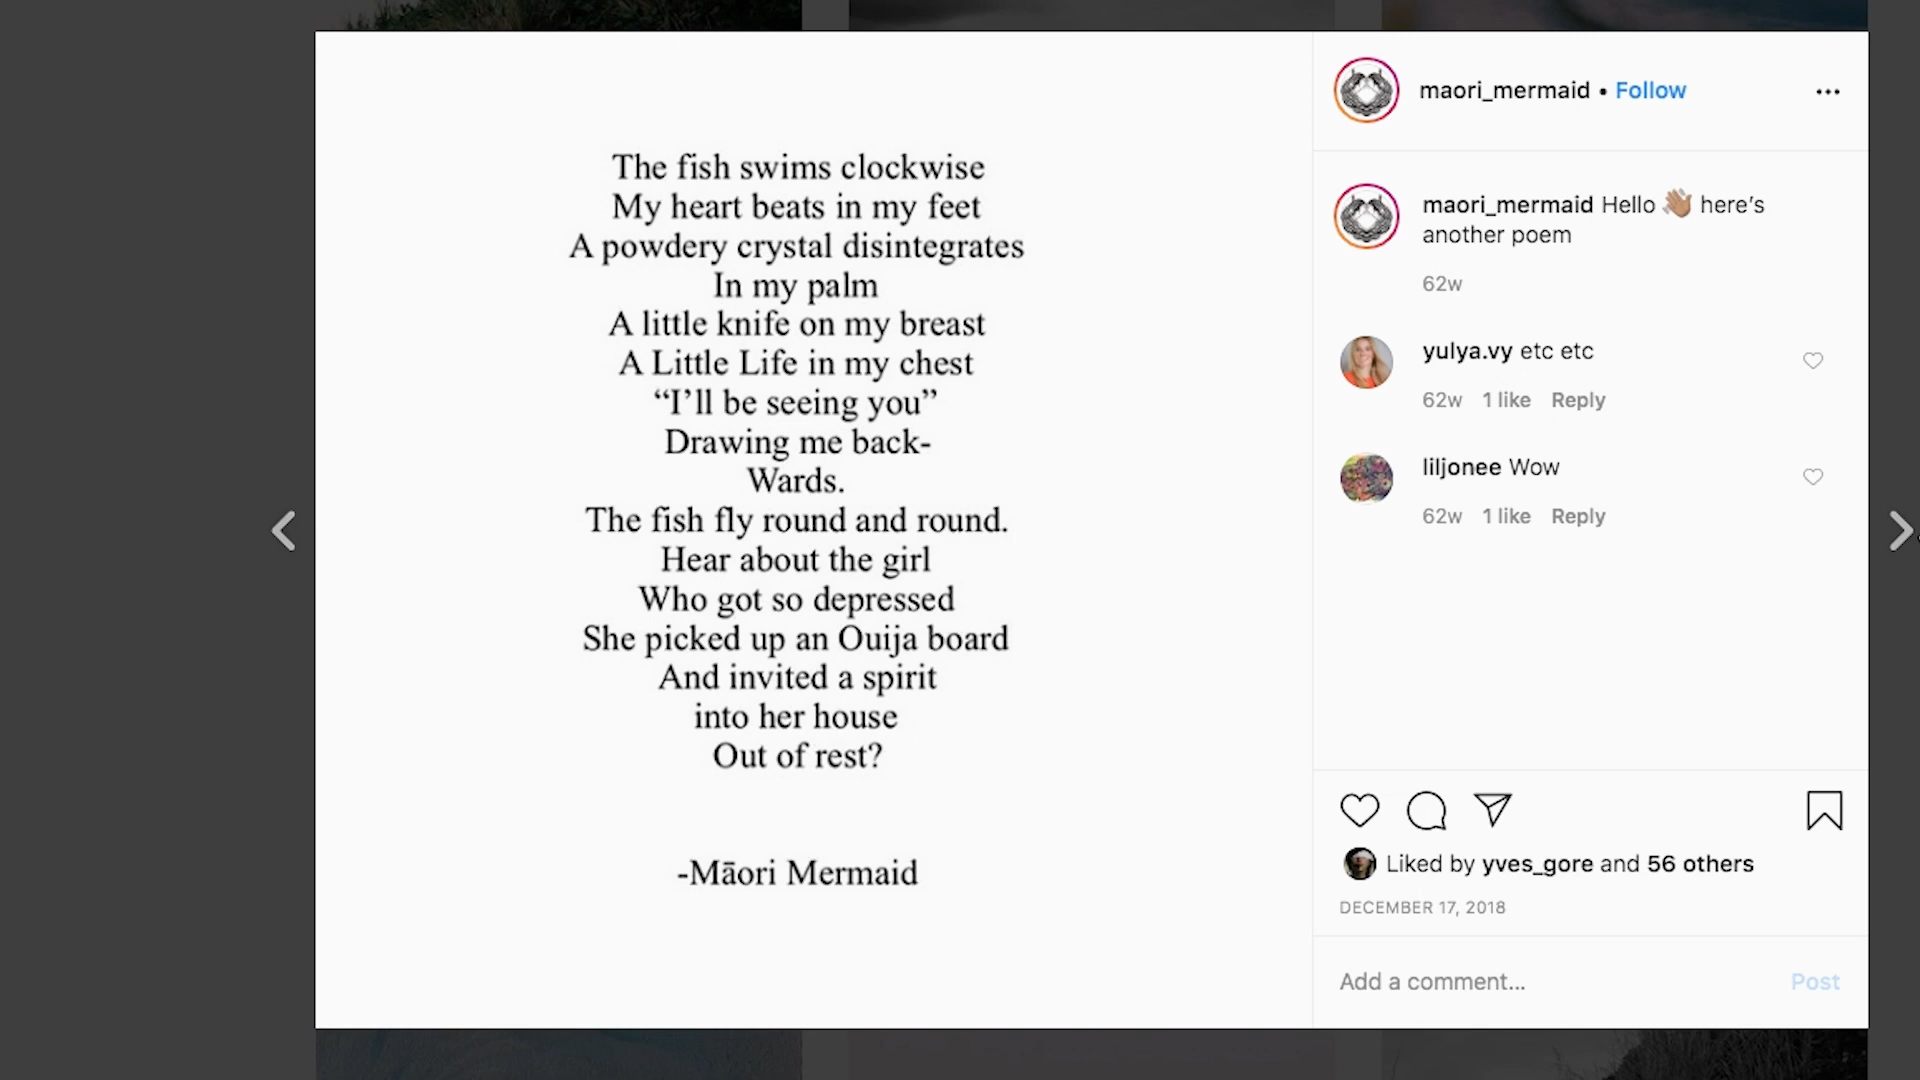 The fish swims clockwise
My heart beats in my feet
A powdery crystal disintegrates
In my palm
A little knife on my breast
A Little Life in my chest
“I’ll be seeing you”
Drawing me back-
Wards.
The fish fly round and round.
Hear about the girl
Who got so depressed
She picked up an Ouija board
And invited a spirit
into her house
Out of rest?
-Māori Mermaid
maori_mermaid • Follow
maori_mermaid Hello 👋🏽 here’s
another poem
62w
yulya.vy etc etc
62w 1 like Reply
liljonee Wow
62w 1 like Reply
Liked by yves_gore and 56 others
DECEMBER 17, 2018
Add a comment... Post